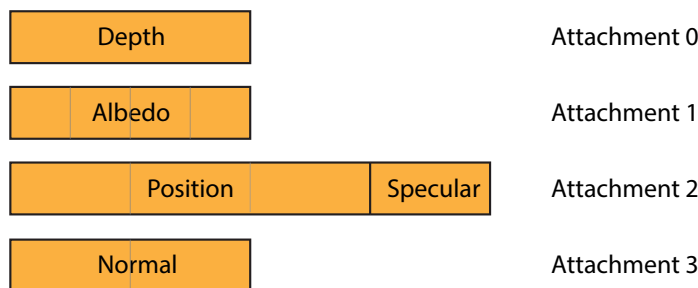 Depth Attachment 0
Albedo Attachment 1
Position Specular Attachment 2
Normal Attachment 3